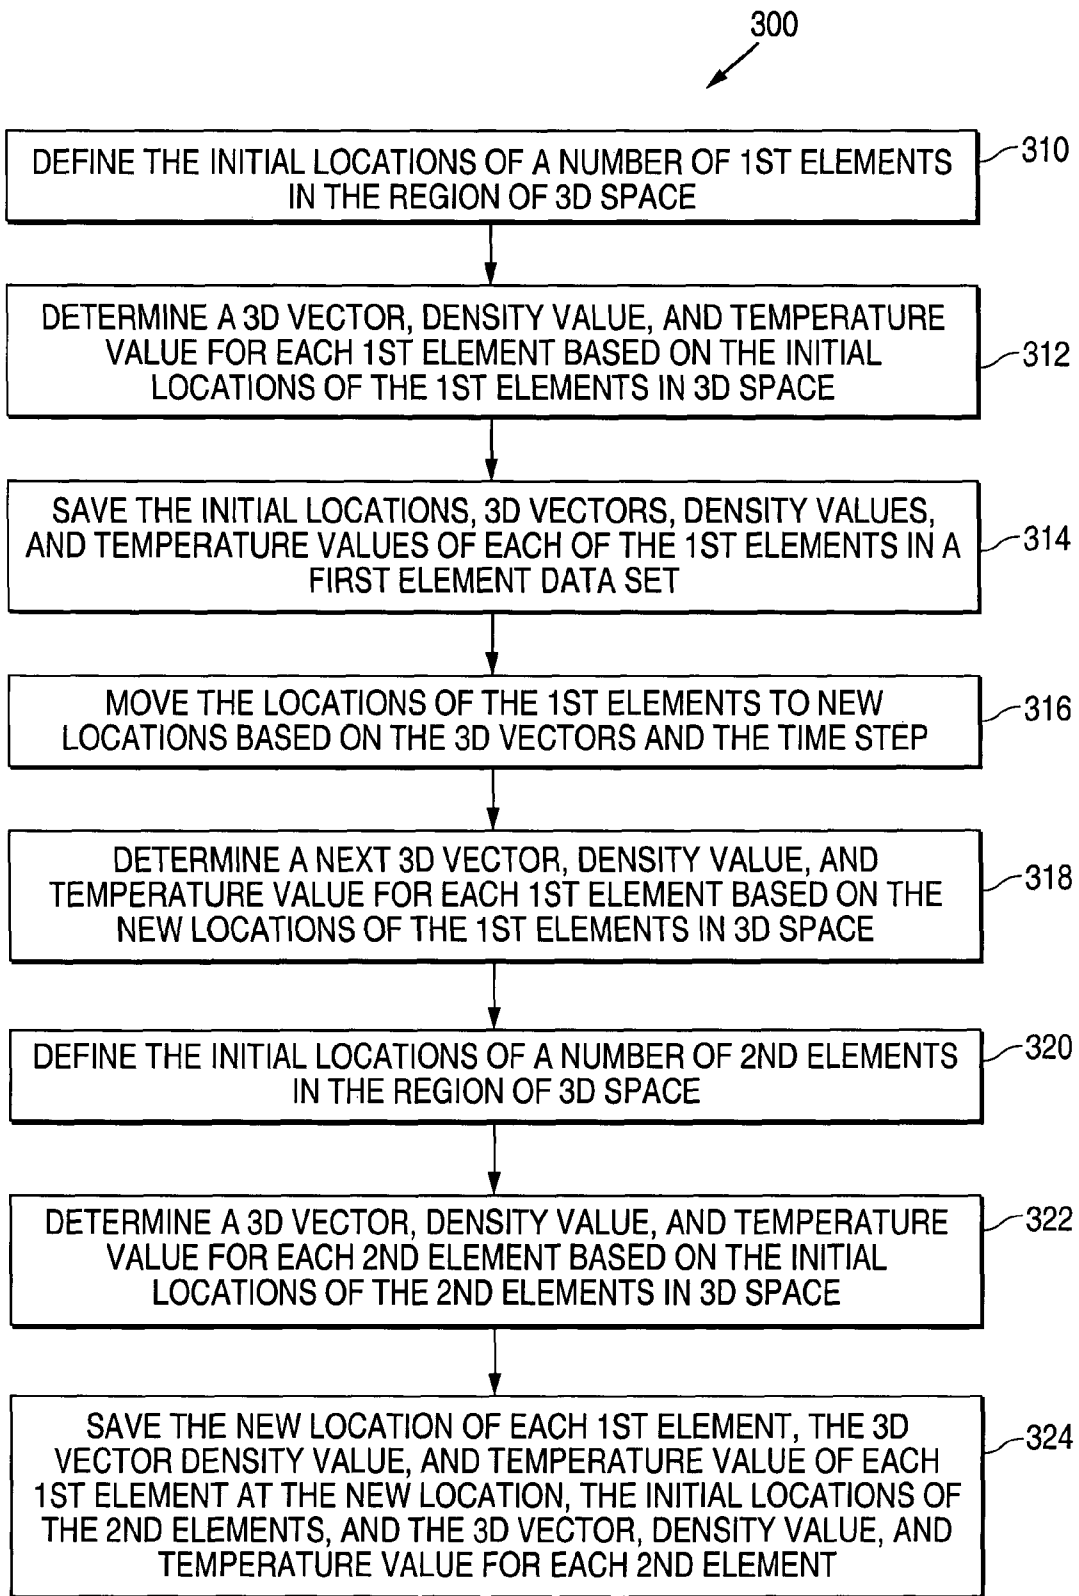 300
DEFINE THE INITIAL LOCATIONS OF A NUMBER OF 1ST ELEMENTS
IN THE REGION OF 3D SPACE
310
DETERMINE A 3D VECTOR, DENSITY VALUE, AND TEMPERATURE
VALUE FOR EACH 1ST ELEMENT BASED ON THE INITIAL
LOCATIONS OF THE 1ST ELEMENTS IN 3D SPACE
312
SAVE THE INITIAL LOCATIONS, 3D VECTORS, DENSITY VALUES,
AND TEMPERATURE VALUES OF EACH OF THE 1ST ELEMENTS IN A
FIRST ELEMENT DATA SET
314
MOVE THE LOCATIONS OF THE 1ST ELEMENTS TO NEW
LOCATIONS BASED ON THE 3D VECTORS AND THE TIME STEP
316
DETERMINE A NEXT 3D VECTOR, DENSITY VALUE, AND
TEMPERATURE VALUE FOR EACH 1ST ELEMENT BASED ON THE
NEW LOCATIONS OF THE 1ST ELEMENTS IN 3D SPACE
318
DEFINE THE INITIAL LOCATIONS OF A NUMBER OF 2ND ELEMENTS
IN THE REGION OF 3D SPACE
320
DETERMINE A 3D VECTOR, DENSITY VALUE, AND TEMPERATURE
VALUE FOR EACH 2ND ELEMENT BASED ON THE INITIAL
LOCATIONS OF THE 2ND ELEMENTS IN 3D SPACE
322
SAVE THE NEW LOCATION OF EACH 1ST ELEMENT, THE 3D
VECTOR DENSITY VALUE, AND TEMPERATURE VALUE OF EACH
1ST ELEMENT AT THE NEW LOCATION, THE INITIAL LOCATIONS OF
THE 2ND ELEMENTS, AND THE 3D VECTOR, DENSITY VALUE, AND
TEMPERATURE VALUE FOR EACH 2ND ELEMENT
324